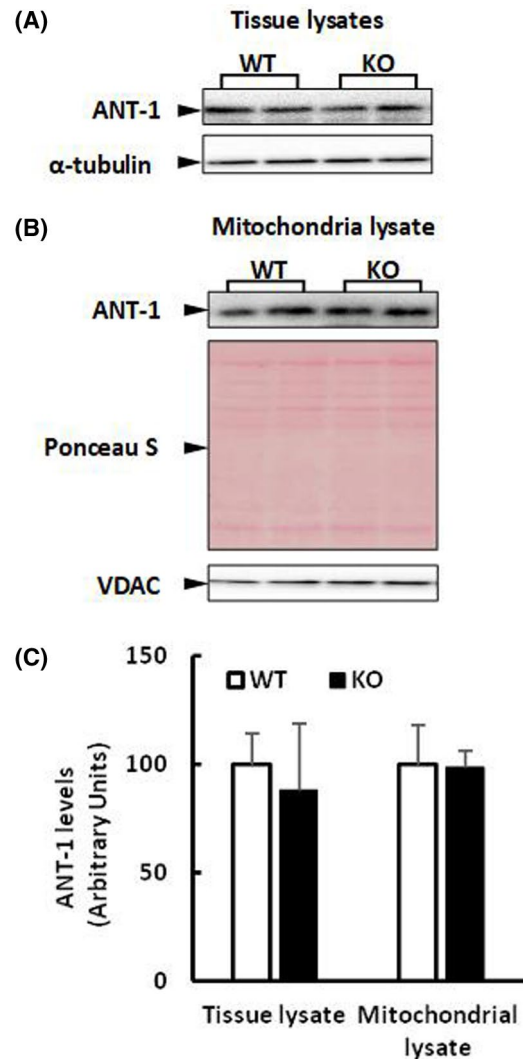 (A)
Tissue lysates
WT KO
ANT-1
α-tubulin
(B)
Mitochondria lysate
WT KO
ANT-1
Ponceau S
VDAC
(C)
150
WT KO
100
50
0
ANT-1 levels
(Arbitrary Units)
Tissue lysate Mitochondrial
lysate